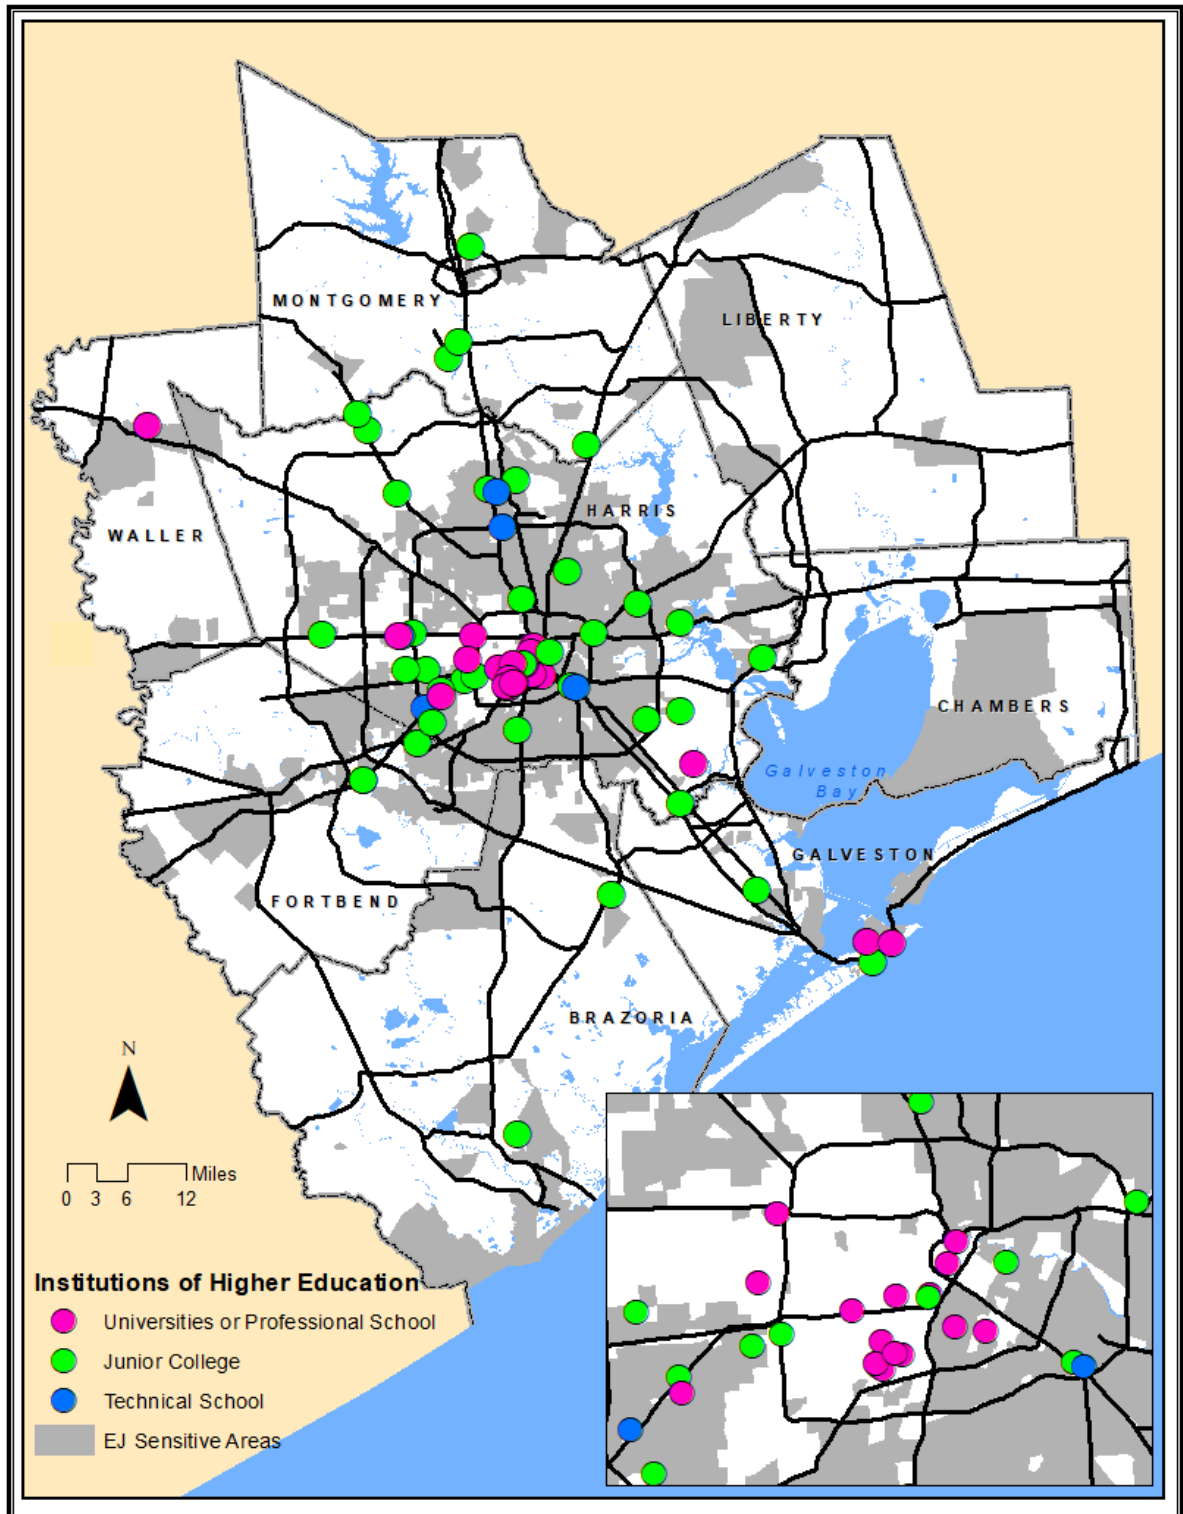 MONTGOMERY
LIBERTY
HARRIS
WALLER
CHAMBERS
Galveston
Bay
GALVESTON
FORTBEND
BRAZORIA
N
Miles
0 3 6 12
Institutions of Higher Education
Universities or Professional School
Junior College
Technical School
EJ Sensitive Areas